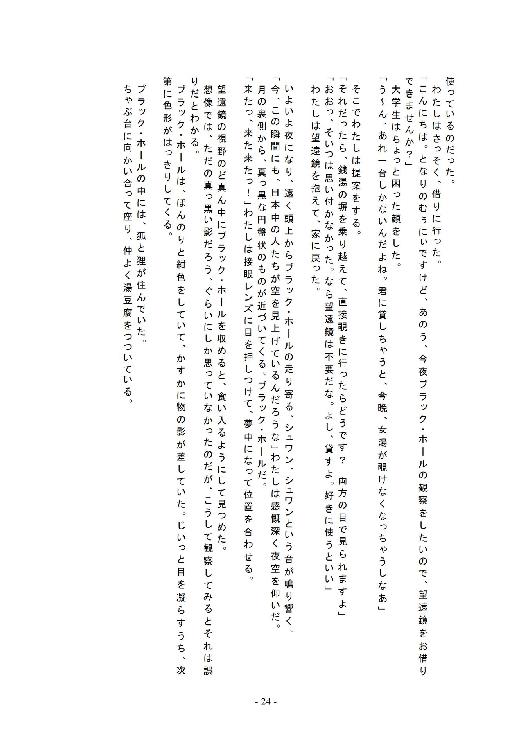 使っているのだった。
　わたしはさっそく、借りに行った。
「こんにちは。となりのむぅにぃですけど、あのう、今夜ブラック・ホールの観察をしたいので、望遠鏡をお借り
できませんか？」
　大学生はちょっと困った顔をした。
「う～ん、あれ一台しかないんだよね。君に貸しちゃうと、今晩、女湯が覗けなくなっちゃうしなあ」
　そこでわたしは提案をする。
「それだったら、銭湯の塀を乗り越えて、直接覗きに行ったらどうです？　両方の目で見られますよ」
「おおっ、そいつは思い付かなかった。なら望遠鏡は不要だな。よし、貸すよ。好きに使うといい」
　わたしは望遠鏡を抱えて、家に戻った。
　いよいよ夜になり、遠く頭上からブラック・ホールの走り寄る、シュワン、シュワンという音が鳴り響く。
「今、この瞬間にも、日本中の人たちが空を見上げているんだろうな」わたしは感慨深く夜空を仰いだ。
　月の裏側から、真っ黒な円盤状のものが近づいてくる。ブラック・ホールだ。
「来たっ、来た来たっ！」わたしは接眼レンズに目を押しつけて、夢中になって位置を合わせる。
　望遠鏡の視野のど真ん中にブラック・ホールを収めると、食い入るようにして見つめた。
　想像では、ただの真っ黒い影だろう、ぐらいにしか思っていなかったのだが、こうして観察してみるとそれは誤
りだとわかる。
　ブラック・ホールは、ほんのりと紺色をしていて、かすかに物の影が差していた。じいっと目を凝らすうち、次
第に色形がはっきりしてくる。
　ブラック・ホールの中には、狐と狸が住んでいた。
　ちゃぶ台に向かい合って座り、仲よく湯豆腐をつついている。
- 24 -